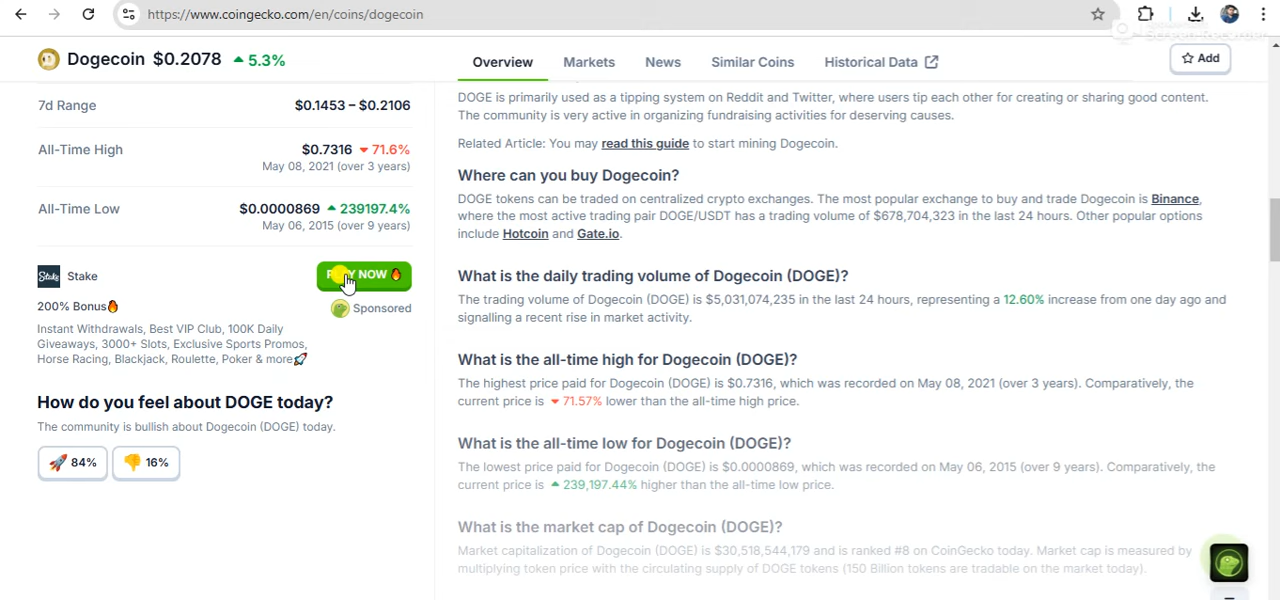 https://www.coingecko.com/en/coins/dogecoin
Dogecoin $0.2078 5.3%
Overview Markets News Similar Coins Historical Data
Add
7d Range $0.1453 – $0.2106
All-Time High $0.7316 71.6%
May 08, 2021 (over 3 years)
All-Time Low $0.0000869 239197.4%
May 06, 2015 (over 9 years)
Stake Stake
NOW
200% Bonus
Sponsored
Instant Withdrawals, Best VIP Club, 100K Daily
Giveaways, 3000+ Slots, Exclusive Sports Promos,
Horse Racing, Blackjack, Roulette, Poker & more
How do you feel about DOGE today?
The community is bullish about Dogecoin (DOGE) today.
84% 16%
DOGE is primarily used as a tipping system on Reddit and Twitter, where users tip each other for creating or sharing good content.
The community is very active in organizing fundraising activities for deserving causes.
Related Article: You may read this guide to start mining Dogecoin.
Where can you buy Dogecoin?
DOGE tokens can be traded on centralized crypto exchanges. The most popular exchange to buy and trade Dogecoin is Binance,
where the most active trading pair DOGE/USDT has a trading volume of $678,704,323 in the last 24 hours. Other popular options
include Hotcoin and Gate.io.
What is the daily trading volume of Dogecoin (DOGE)?
The trading volume of Dogecoin (DOGE) is $5,031,074,235 in the last 24 hours, representing a 12.60% increase from one day ago and
signalling a recent rise in market activity.
What is the all-time high for Dogecoin (DOGE)?
The highest price paid for Dogecoin (DOGE) is $0.7316, which was recorded on May 08, 2021 (over 3 years). Comparatively, the
current price is 71.57% lower than the all-time high price.
What is the all-time low for Dogecoin (DOGE)?
The lowest price paid for Dogecoin (DOGE) is $0.0000869, which was recorded on May 06, 2015 (over 9 years). Comparatively, the
current price is 239,197.44% higher than the all-time low price.
What is the market cap of Dogecoin (DOGE)?
Market capitalization of Dogecoin (DOGE) is $30,518,544,179 and is ranked #8 on CoinGecko today. Market cap is measured by
multiplying token price with the circulating supply of DOGE tokens (150 Billion tokens are tradable on the market today).